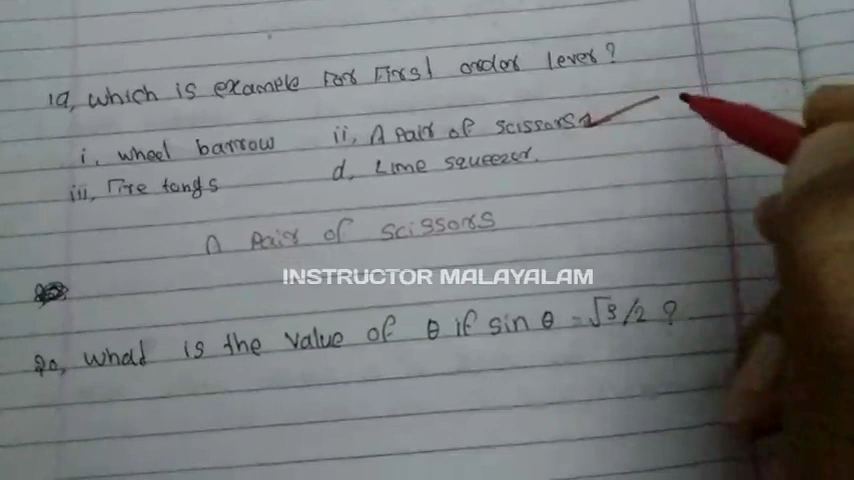 19, which is example For First order lever?
i, wheel barrow ii, A Pair of scissors
iii, Fire tongs d, Lime squeezer.
A Pair of scissors
INSTRUCTOR MALAYALAM
20, what is the value of θ if sin θ = √3/2 ?